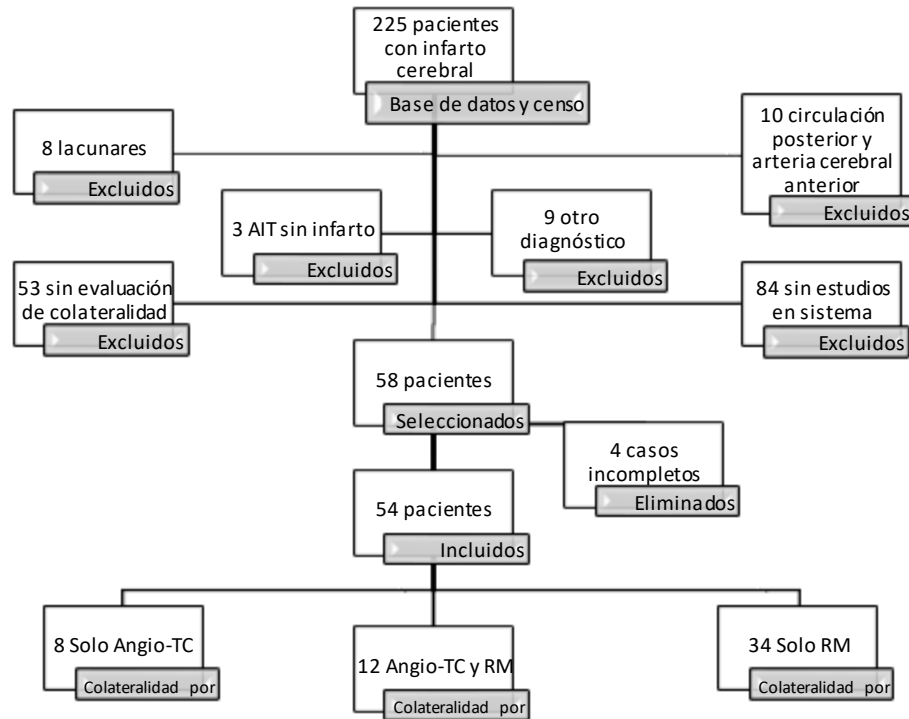 225 pacientes
con infarto
cerebral
Base de datos y censo
8 lacunares
Excluidos
10 circulación
posterior y
arteria cerebral
anterior
Excluidos
3 AIT sin infarto
Excluidos
9 otro
diagnóstico
Excluidos
53 sin evaluación
de colateralidad
Excluidos
84 sin estudios
en sistema
Excluidos
58 pacientes
Seleccionados
4 casos
incompletos
Eliminados
54 pacientes
Incluidos
8 Solo Angio-TC
Colateralidad por
12 Angio-TC y RM
Colateralidad por
34 Solo RM
Colateralidad por